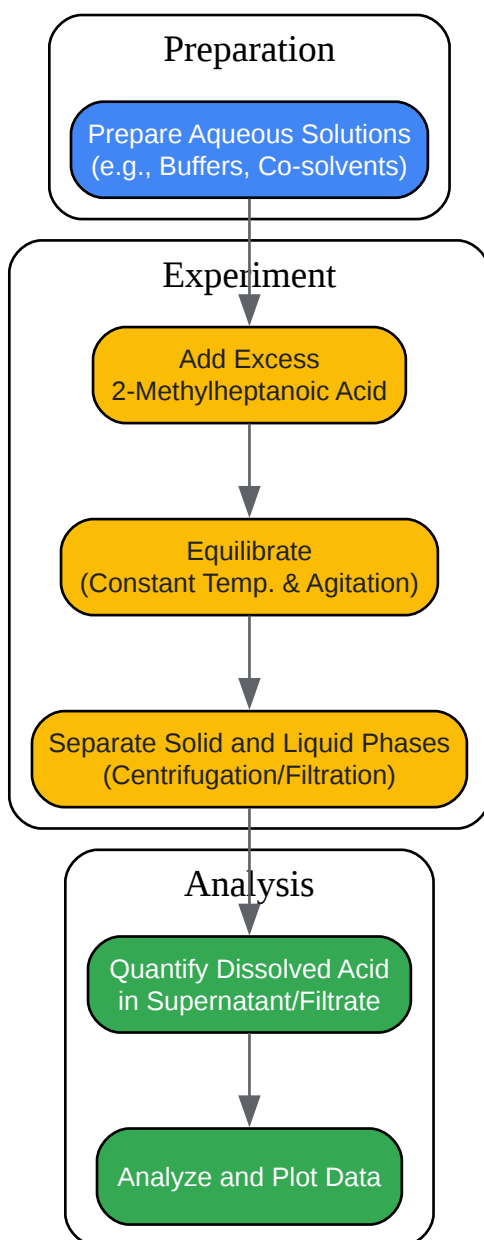 Preparation
Prepare Aqueous Solutions
(e.g., Buffers, Co-solvents)
Experiment
Add Excess
2-Methylheptanoic Acid
Equilibrate
(Constant Temp. & Agitation)
Separate Solid and Liquid Phases
(Centrifugation/Filtration)
Analysis
Quantify Dissolved Acid
in Supernatant/Filtrate
Analyze and Plot Data